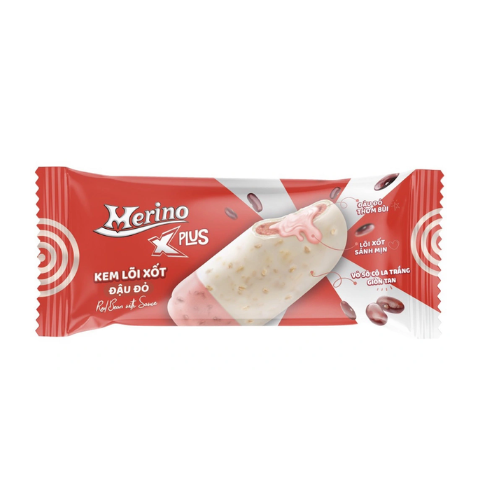 Merino
X PLUS
KEM LÕI XỐT
ĐẬU ĐỎ
Red Bean with Sauce
ĐẬU ĐỎ
THƠM BÙI
LÕI XỐT
SÁNH MỊN
VỎ SÔ CÔ LA TRẮNG
GIÒN TAN